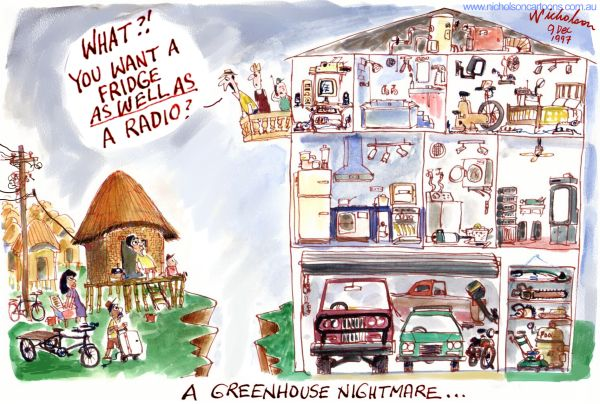 www.nicholsoncartoons.com.au
Nicholson
9 Dec
1997
WHAT?!
YOU WANT A
FRIDGE
AS WELL AS
A RADIO?
A GREENHOUSE NIGHTMARE...